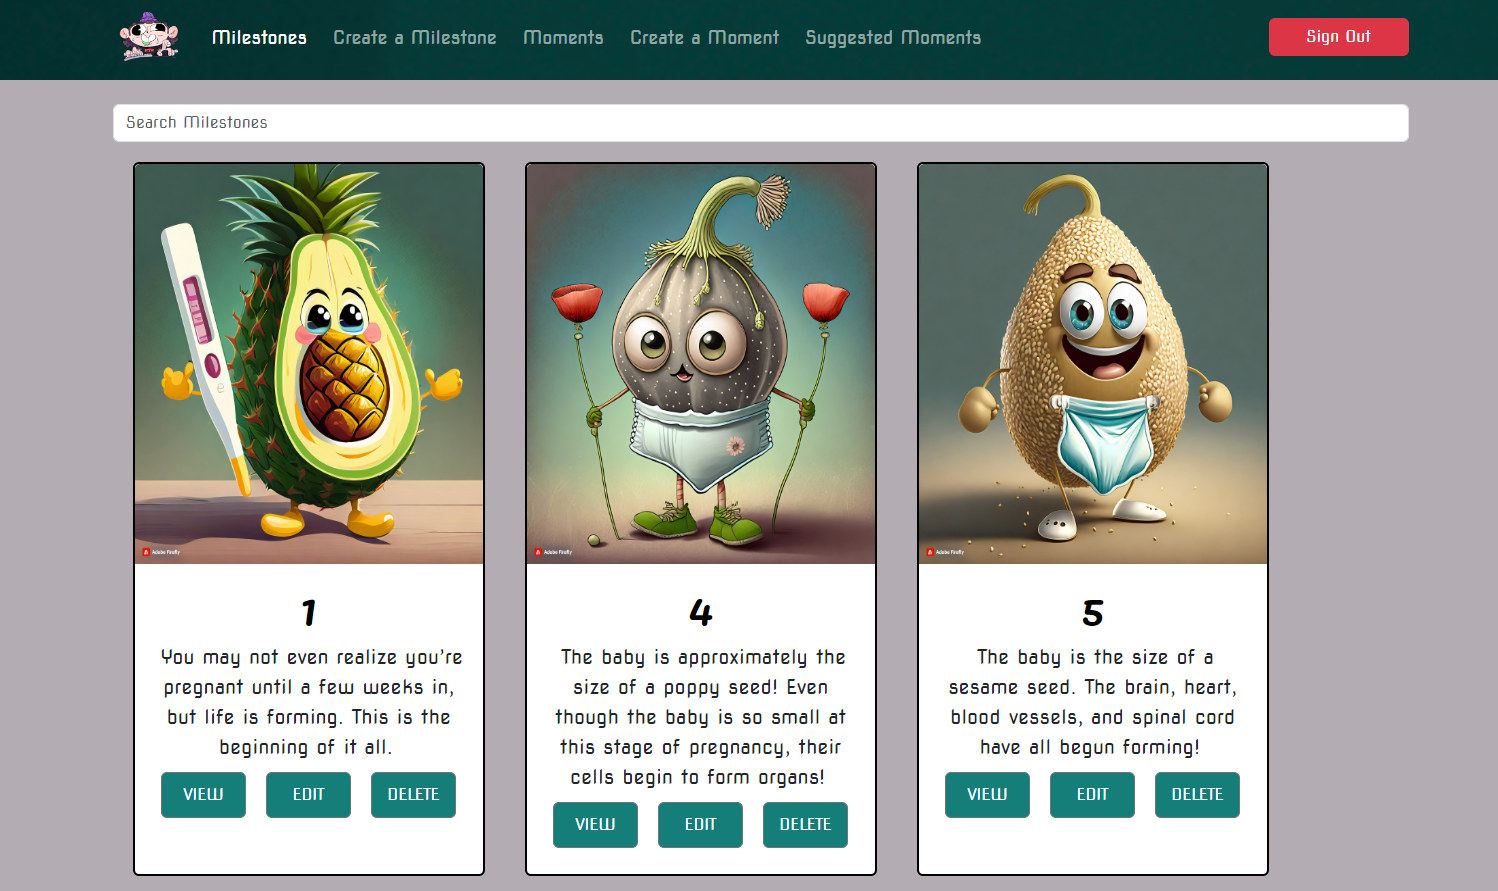 Milestones Create a Milestone Moments Create a Moment Suggested Moments Sign Out
Search Milestones
Adobe Firefly
Adobe Firefly
Adobe Firefly
1
You may not even realize you're
pregnant until a few weeks in,
but life is forming. This is the
beginning of it all.
VIEW EDIT DELETE
4
The baby is approximately the
size of a poppy seed! Even
though the baby is so small at
this stage of pregnancy, their
cells begin to form organs!
VIEW EDIT DELETE
5
The baby is the size of a
sesame seed. The brain, heart,
blood vessels, and spinal cord
have all begun forming!
VIEW EDIT DELETE